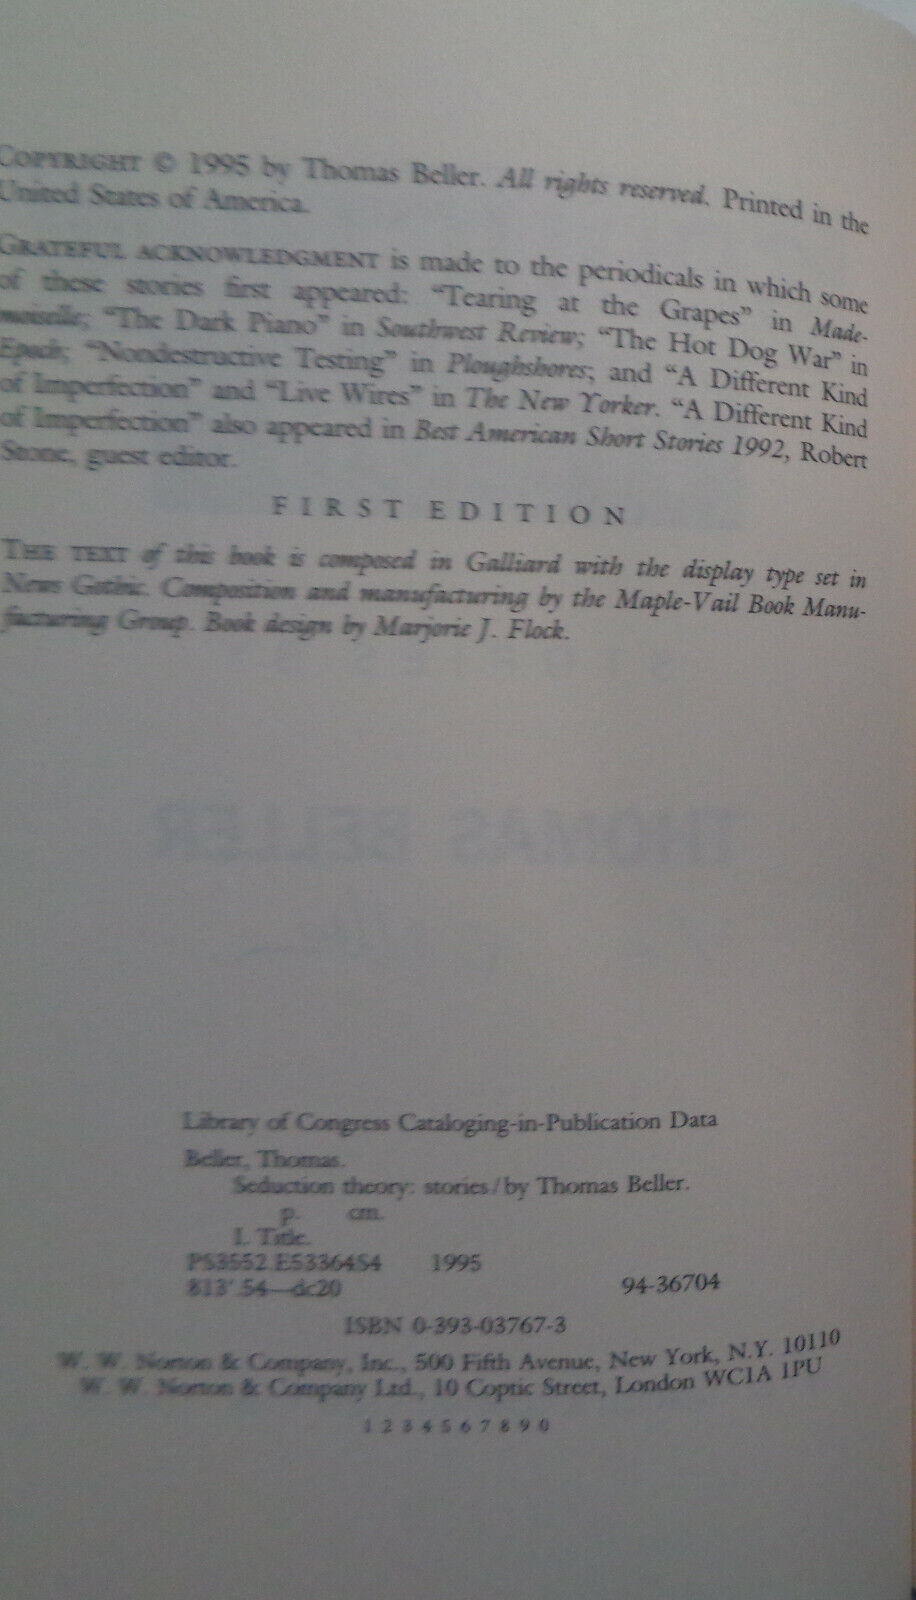 COPYRIGHT © 1995 by Thomas Beller. All rights reserved. Printed in the
United States of America.
GRATEFUL ACKNOWLEDGMENT is made to the periodicals in which some
of these stories first appeared: "Tearing at the Grapes" in Made-
moiselle; "The Dark Piano" in Southwest Review; "The Hot Dog War" in
Epoch; "Nondestructive Testing" in Ploughshores; and "A Different Kind
of Imperfection" and "Live Wires" in The New Yorker. "A Different Kind
of Imperfection" also appeared in Best American Short Stories 1992, Robert
Stone, guest editor.
FIRST EDITION
THE TEXT of this book is composed in Galliard with the display type set in
News Gothic. Composition and manufacturing by the Maple-Vail Book Manu-
facturing Group. Book design by Marjorie J. Flock.
THOMAS BELLER
Library of Congress Cataloging-in-Publication Data
Beller, Thomas.
Seduction theory: stories / by Thomas Beller.
p. cm.
I. Title.
PS3552.E53364S4 1995
813'.54—dc20 94-36704
ISBN 0-393-03767-3
W. W. Norton & Company, Inc., 500 Fifth Avenue, New York, N.Y. 10110
W. W. Norton & Company Ltd., 10 Coptic Street, London WC1A 1PU
1 2 3 4 5 6 7 8 9 0